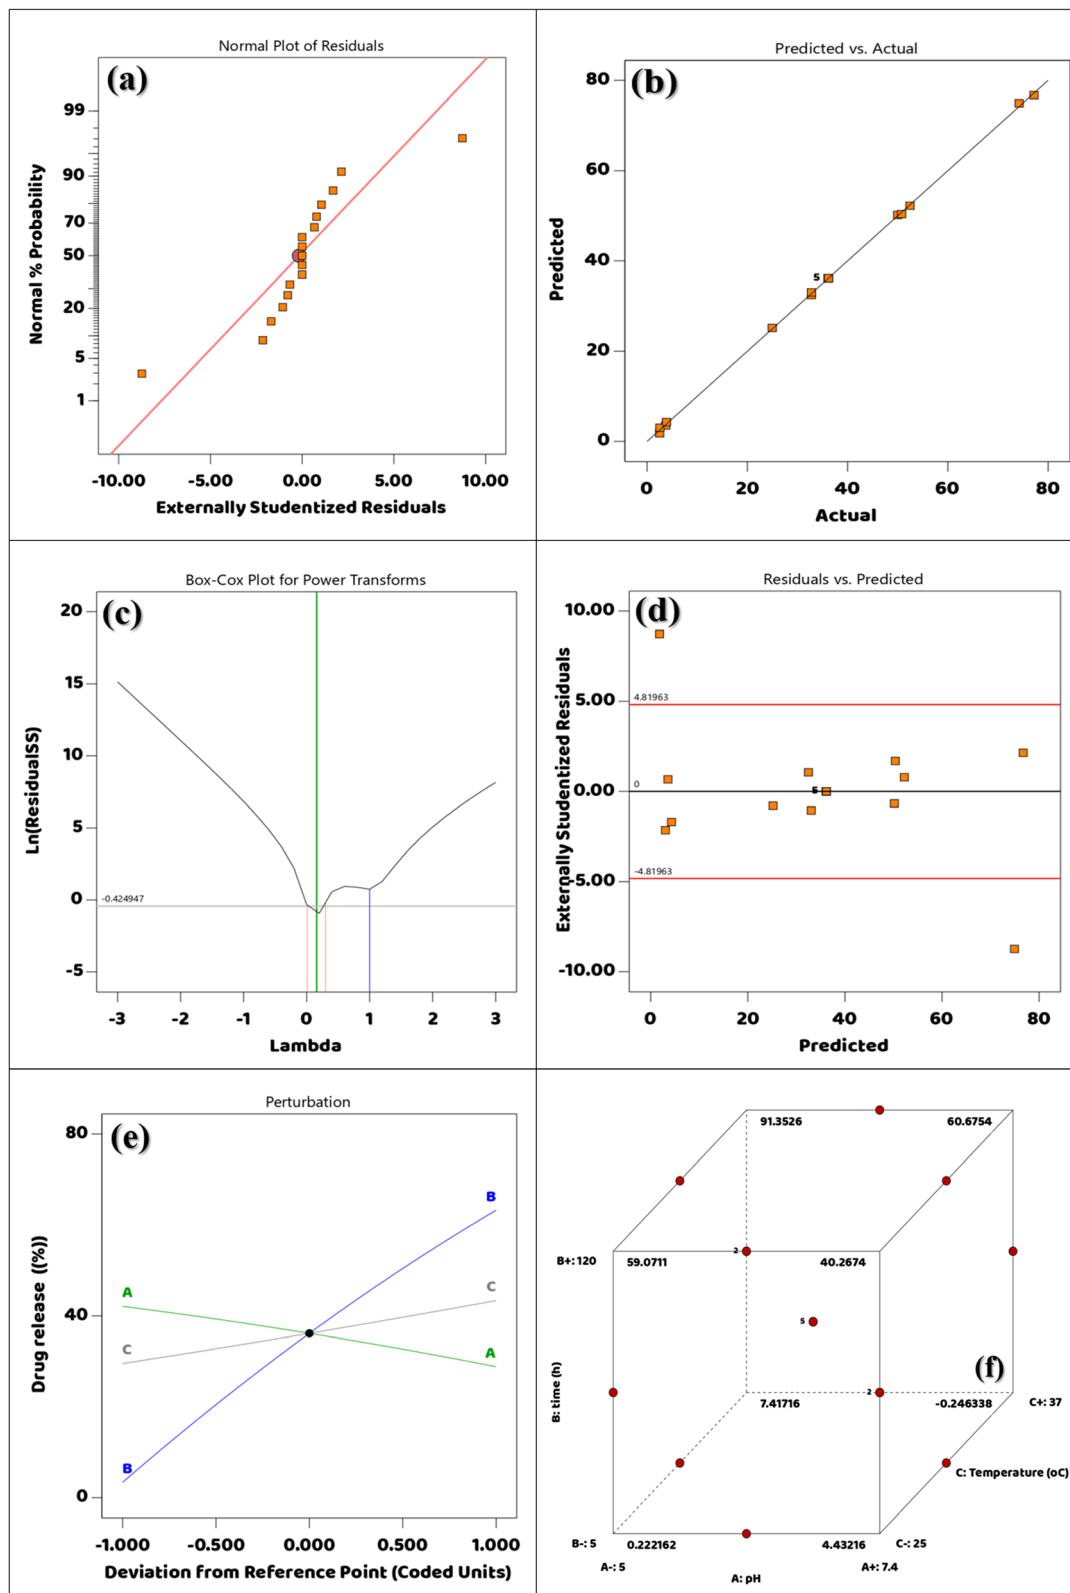 Normal Plot of Residuals
(a)
Normal % Probability
99
90
70
50
20
5
1
-10.00 -5.00 0.00 5.00 10.00
Externally Studentized Residuals
Predicted vs. Actual
(b)
Predicted
80
60
40
20
0
5
0 20 40 60 80
Actual
Box-Cox Plot for Power Transforms
(c)
Ln(ResidualSS)
20
15
10
5
0
-5
-0.424947
-3 -2 -1 0 1 2 3
Lambda
Residuals vs. Predicted
(d)
Externally Studentized Residuals
10.00
5.00
0.00
-5.00
-10.00
4.81963
0
5
-4.81963
0 20 40 60 80
Predicted
Perturbation
(e)
Drug release ((%))
80
40
0
A
C
B
B
C
A
-1.000 -0.500 0.000 0.500 1.000
Deviation from Reference Point (Coded Units)
91.3526 60.6754
B+: 120 59.0711 2 40.2674
5
(f)
B: time (h)
2
7.41716 -0.246338 C+: 37
C: Temperature (oC)
B-: 5 0.222162 4.43216 C-: 25
A-: 5 A+: 7.4
A: pH